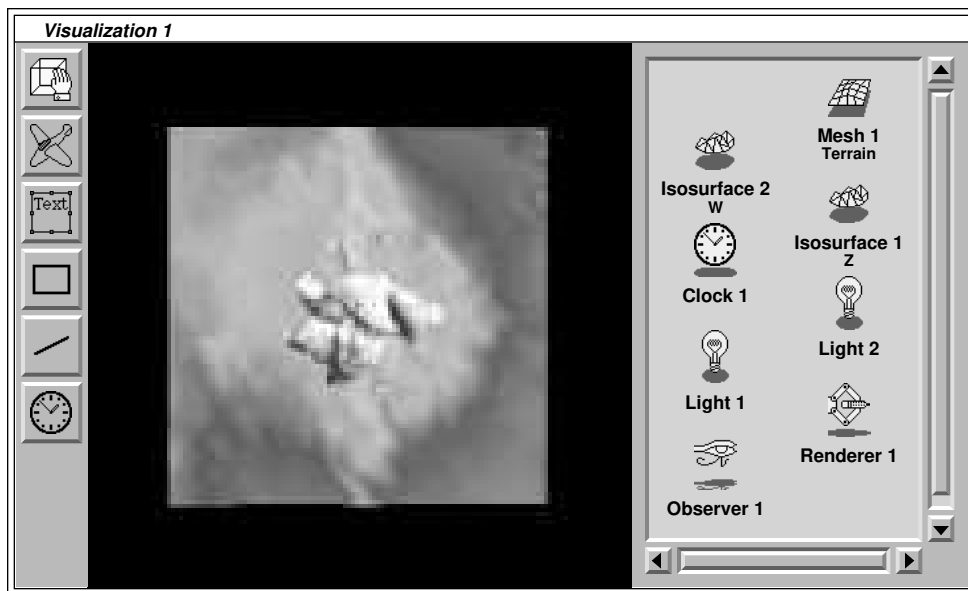 Visualization 1
Text
Mesh 1
Terrain
Isosurface 2
W
Isosurface 1
Z
Clock 1
Light 2
Light 1
Renderer 1
Observer 1